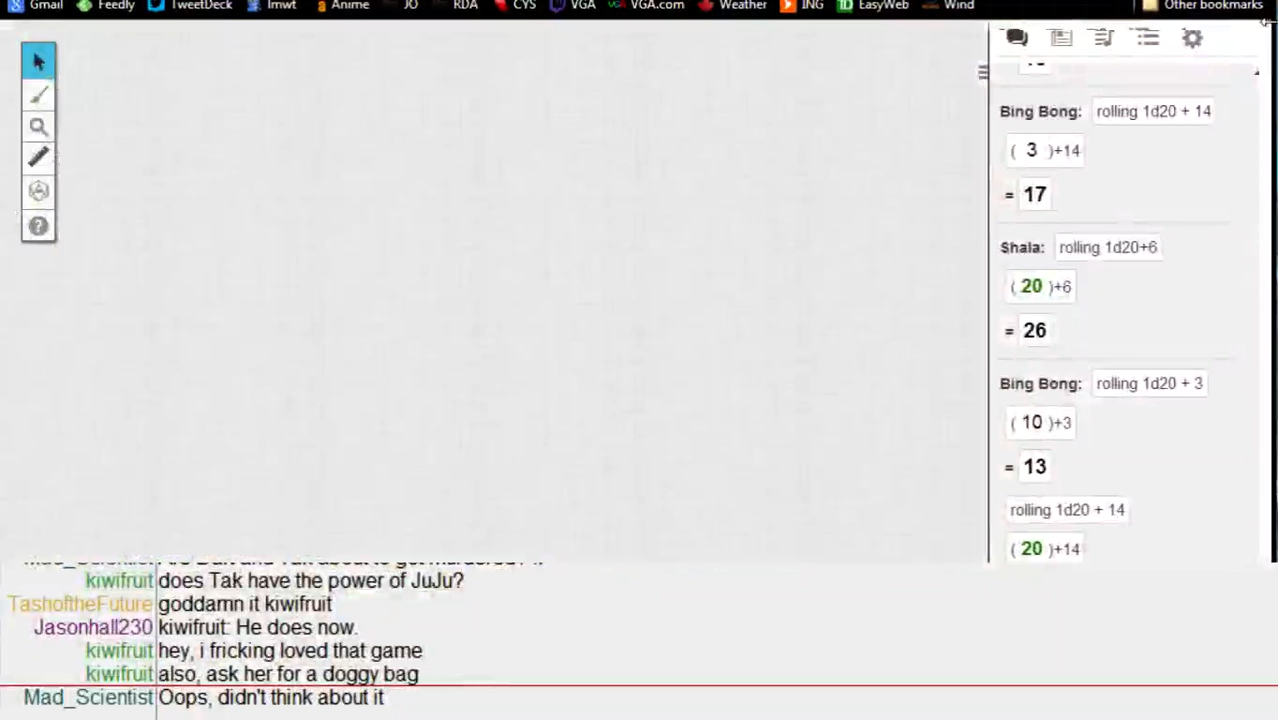 Gmail Feedly TweetDeck lmwt Anime JO RDA CYS VGA VGA.com Weather ING EasyWeb Wind Other bookmarks
Bing Bong: rolling 1d20 + 14
( 3 )+14
= 17
Shala: rolling 1d20+6
( 20 )+6
= 26
Bing Bong: rolling 1d20 + 3
( 10 )+3
= 13
rolling 1d20 + 14
( 20 )+14
kiwifruit does Tak have the power of JuJu?
TashoftheFuture goddamn it kiwifruit
Jasonhall230 kiwifruit: He does now.
kiwifruit hey, i fricking loved that game
kiwifruit also, ask her for a doggy bag
Mad_Scientist Oops, didn't think about it